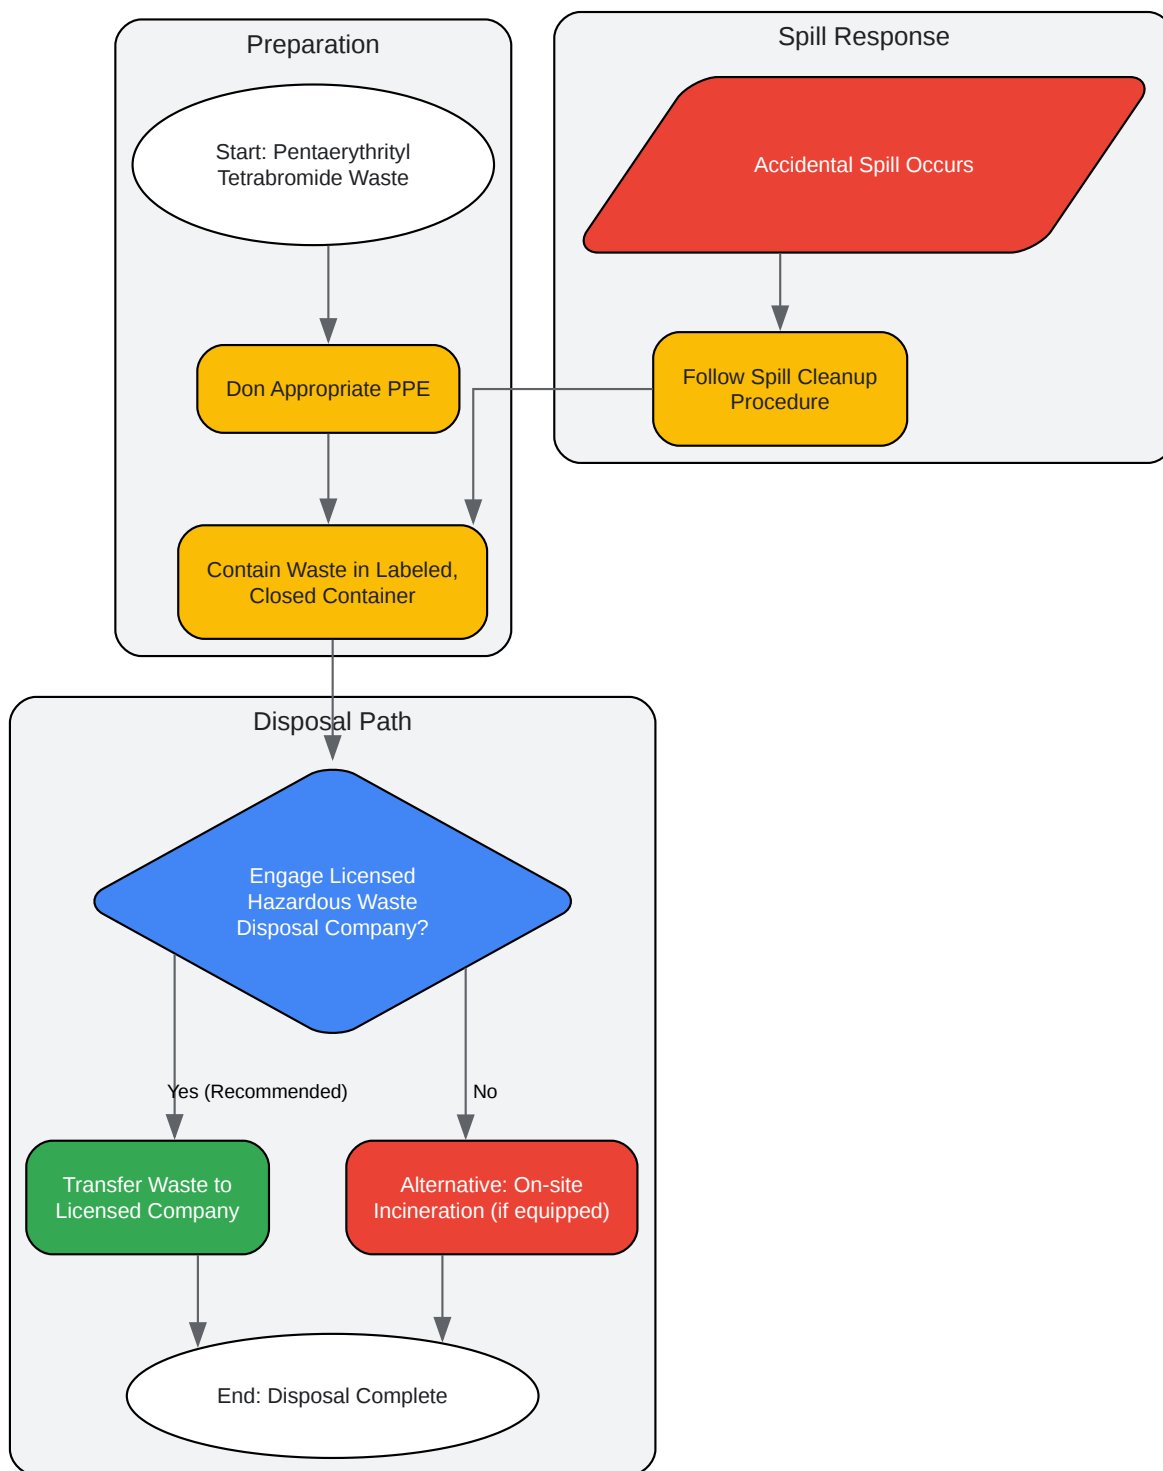 Preparation
Start: Pentaerythrityl
Tetrabromide Waste
Don Appropriate PPE
Contain Waste in Labeled,
Closed Container
Spill Response
Accidental Spill Occurs
Follow Spill Cleanup
Procedure
Disposal Path
Engage Licensed
Hazardous Waste
Disposal Company?
Yes (Recommended)
No
Transfer Waste to
Licensed Company
Alternative: On-site
Incineration (if equipped)
End: Disposal Complete